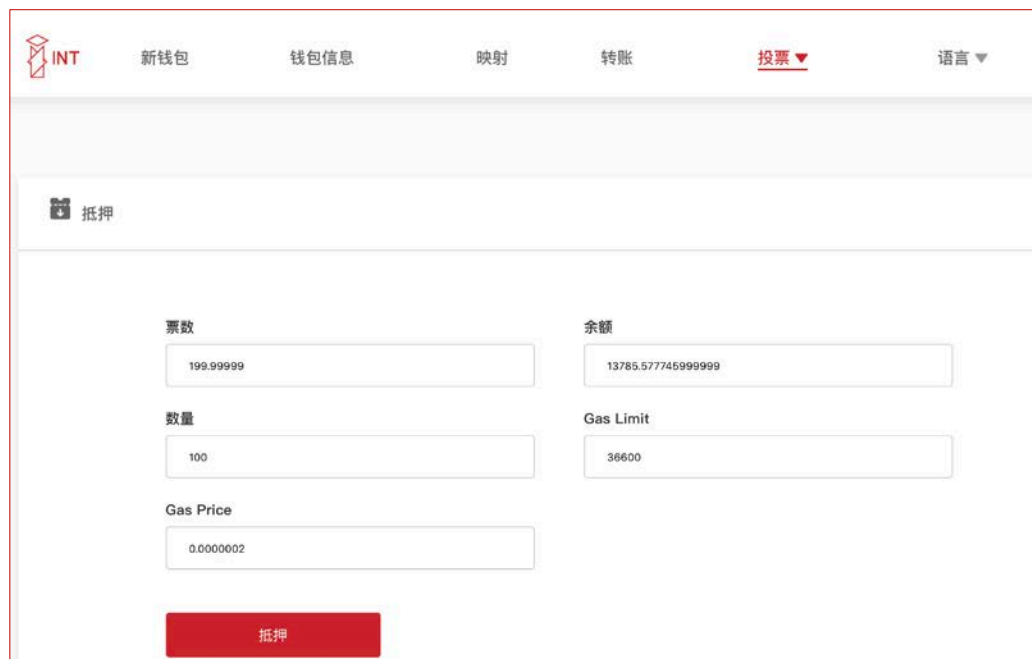 INT 新钱包 钱包信息 映射 转账 投票▼ 语言▼
抵押
票数 余额
199.99999 13785.577745999999
数量 Gas Limit
100 36600
Gas Price
0.0000002
抵押